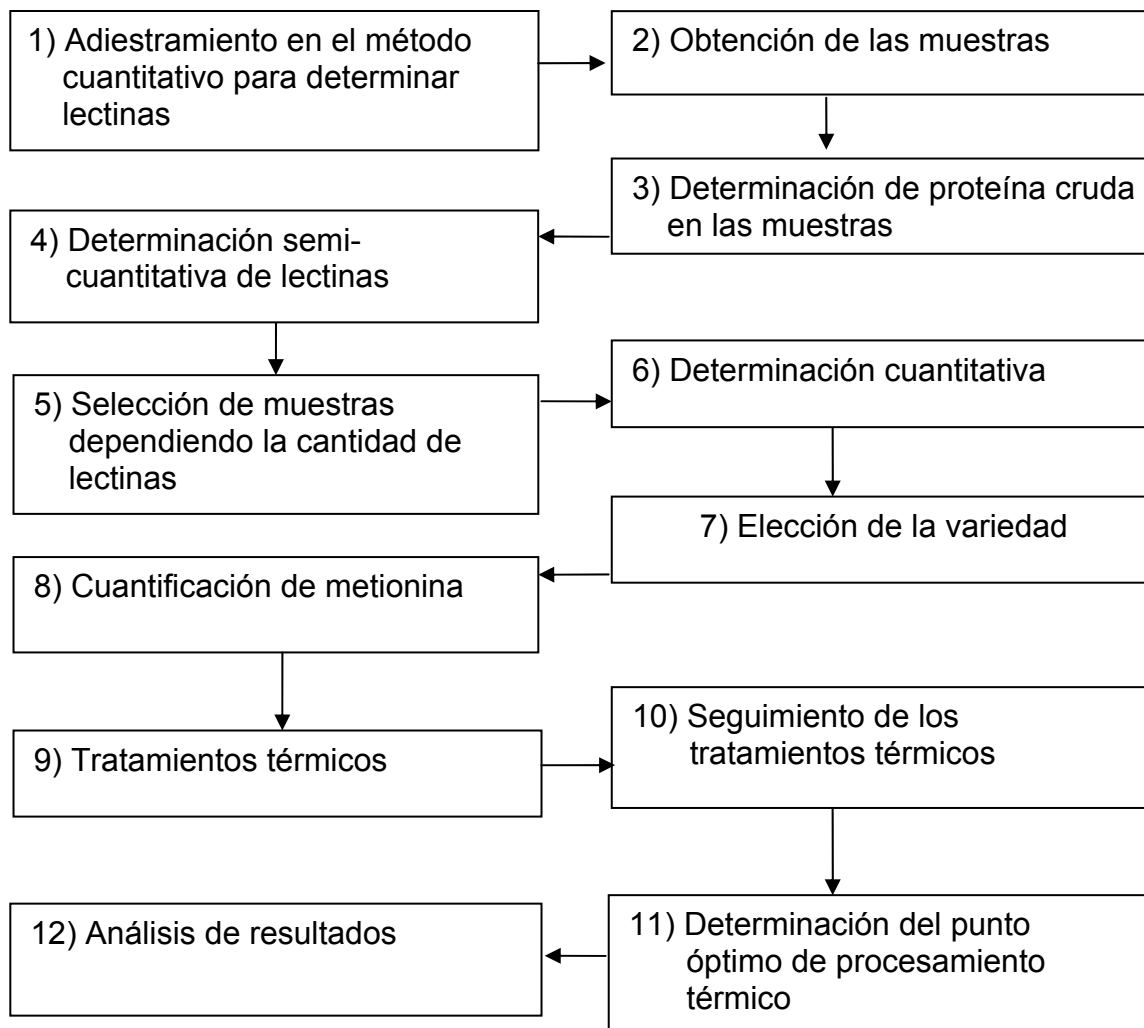 1) Adiestramiento en el método
cuantitativo para determinar
lectinas
2) Obtención de las muestras
3) Determinación de proteína cruda
en las muestras
4) Determinación semi-
cuantitativa de lectinas
5) Selección de muestras
dependiendo la cantidad de
lectinas
6) Determinación cuantitativa
7) Elección de la variedad
8) Cuantificación de metionina
9) Tratamientos térmicos
10) Seguimiento de los
tratamientos térmicos
11) Determinación del punto
óptimo de procesamiento
térmico
12) Análisis de resultados